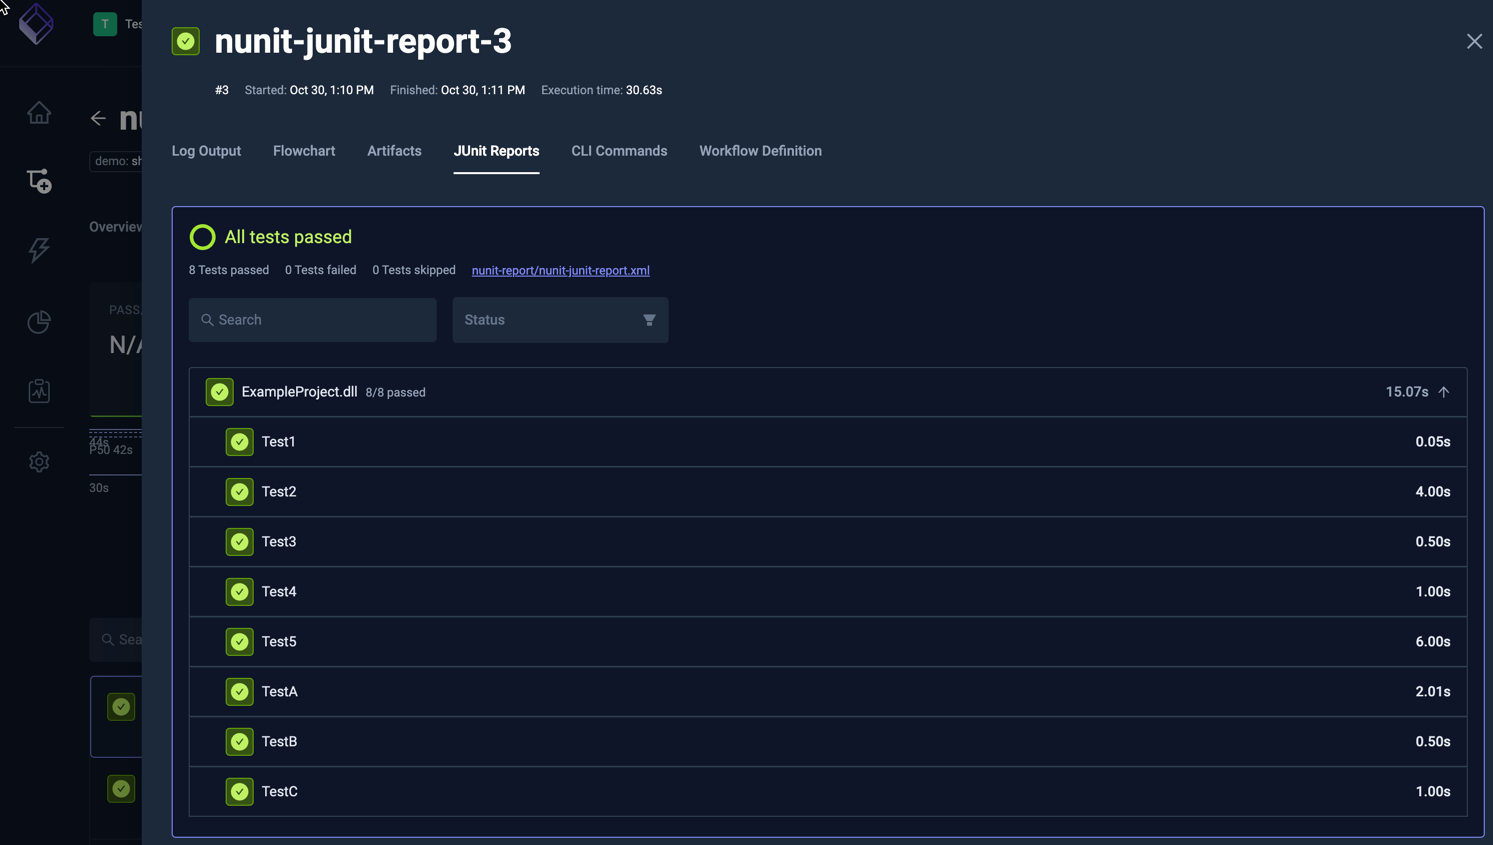 T Tes
nunit-junit-report-3
#3 Started: Oct 30, 1:10 PM Finished: Oct 30, 1:11 PM Execution time: 30.63s
demo: sh
Log Output Flowchart Artifacts JUnit Reports CLI Commands Workflow Definition
Overview
All tests passed
8 Tests passed 0 Tests failed 0 Tests skipped nunit-report/nunit-junit-report.xml
PASS/
N/A
Search Status
ExampleProject.dll 8/8 passed 15.07s
Test1 0.05s
44s
P50 42s
30s
Test2 4.00s
Test3 0.50s
Test4 1.00s
Test5 6.00s
Sea
TestA 2.01s
TestB 0.50s
TestC 1.00s